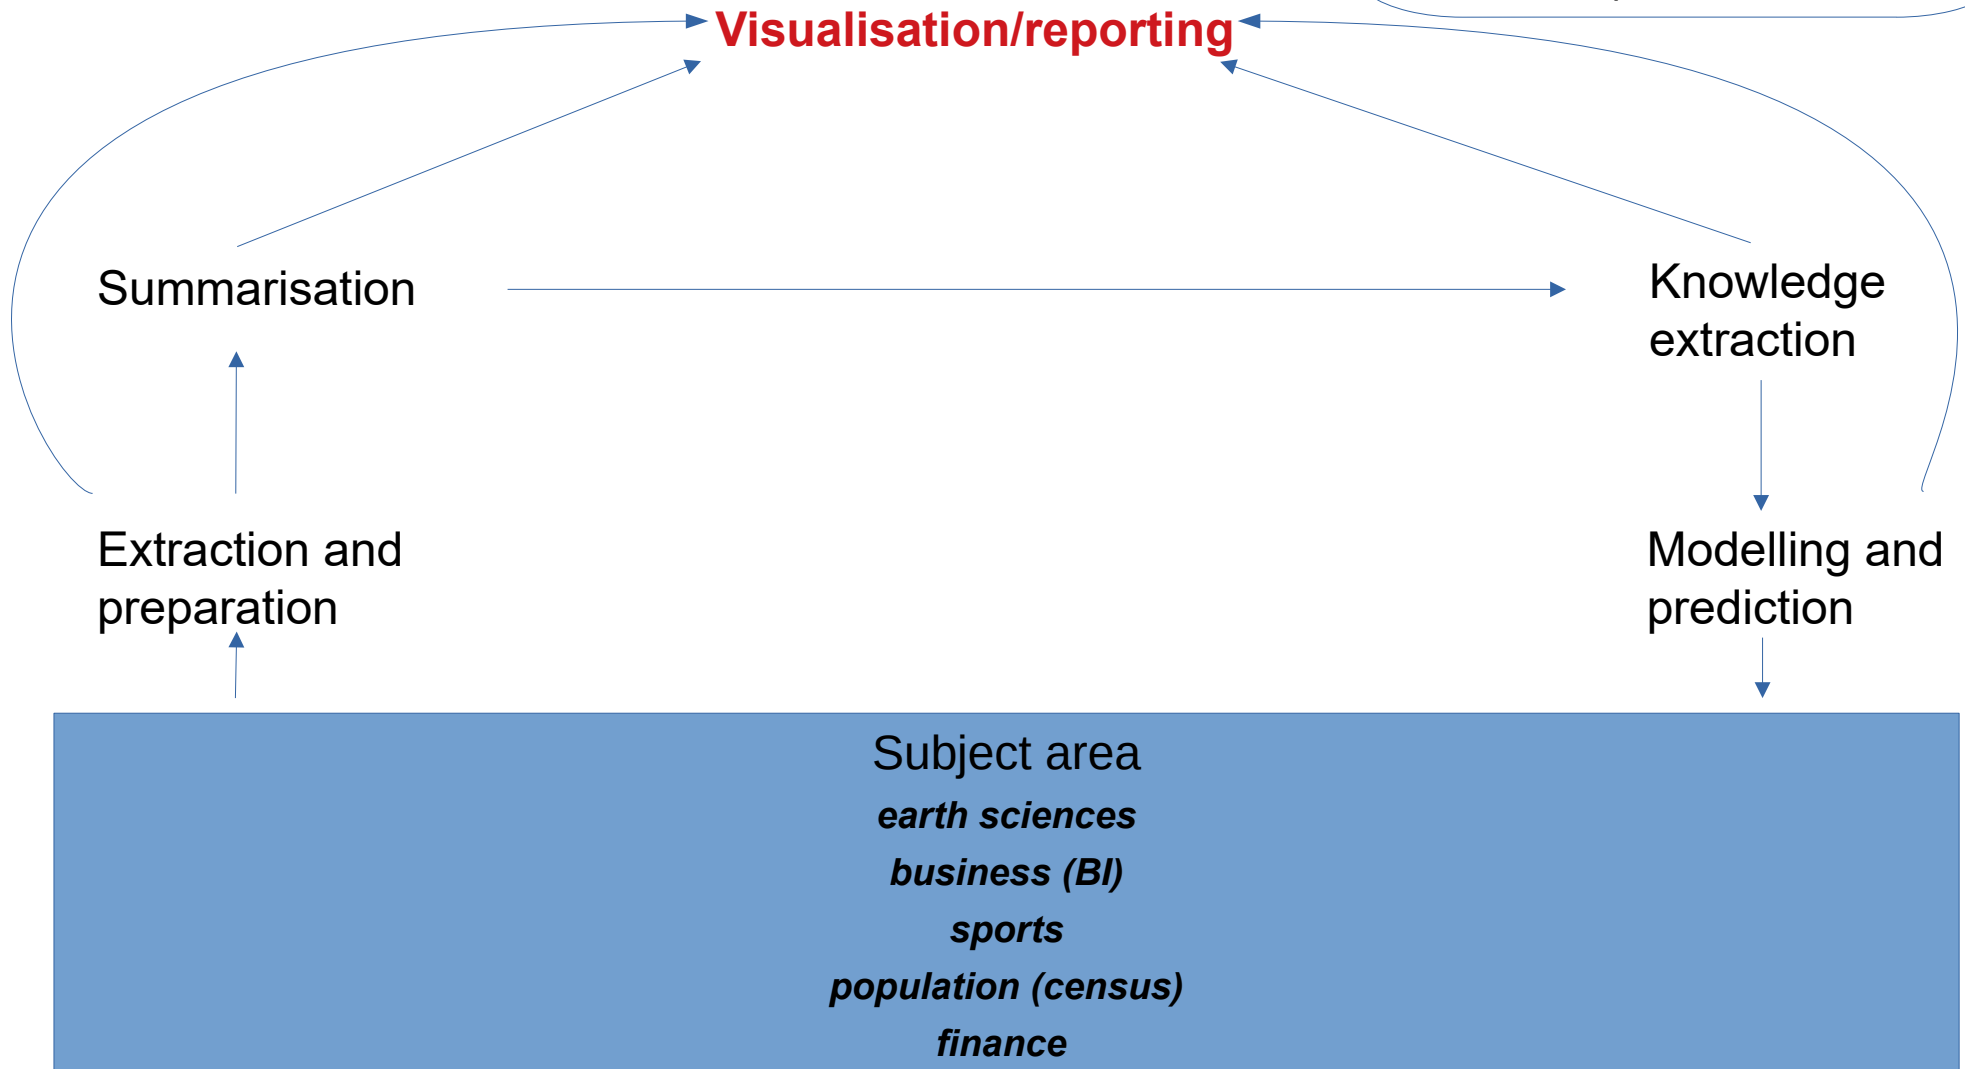 Visualisation/reporting
Summarisation
Knowledge
extraction
Extraction and
preparation
Modelling and
prediction
Subject area
earth sciences
business (BI)
sports
population (census)
finance